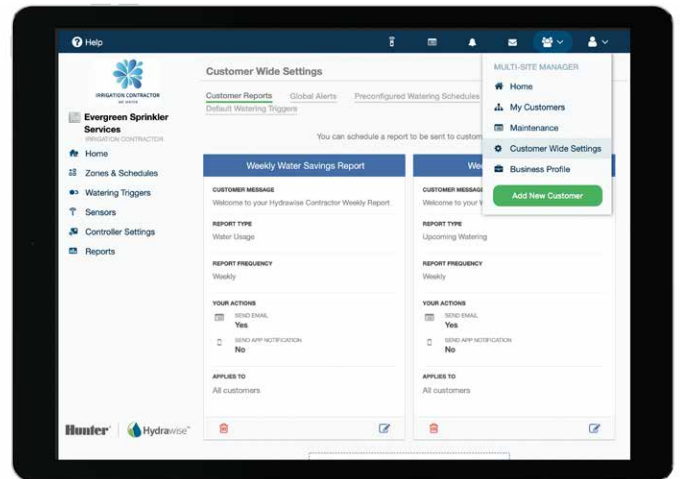 Help
IRRIGATION CONTRACTOR
Evergreen Sprinkler
Services
IRRIGATION CONTRACTOR
Home
Zones & Schedules
Watering Triggers
Sensors
Controller Settings
Reports
Hunter
Hydrawise™
Customer Wide Settings
Customer Reports
Global Alerts
Preconfigured Watering Schedules
Default Watering Triggers
You can schedule a report to be sent to custom
Weekly Water Savings Report
CUSTOMER MESSAGE
Welcome to your Hydrawise Contractor Weekly Report
REPORT TYPE
Water Usage
REPORT FREQUENCY
Weekly
YOUR ACTIONS
SEND EMAIL
Yes
SEND APP NOTIFICATION
No
APPLIES TO
All customers
CUSTOMER MESSAGE
Welcome to your
REPORT TYPE
Upcoming Watering
REPORT FREQUENCY
Weekly
YOUR ACTIONS
SEND EMAIL
Yes
SEND APP NOTIFICATION
No
APPLIES TO
All customers
MULTI-SITE MANAGER
Home
My Customers
Maintenance
Customer Wide Settings
Business Profile
Add New Customer